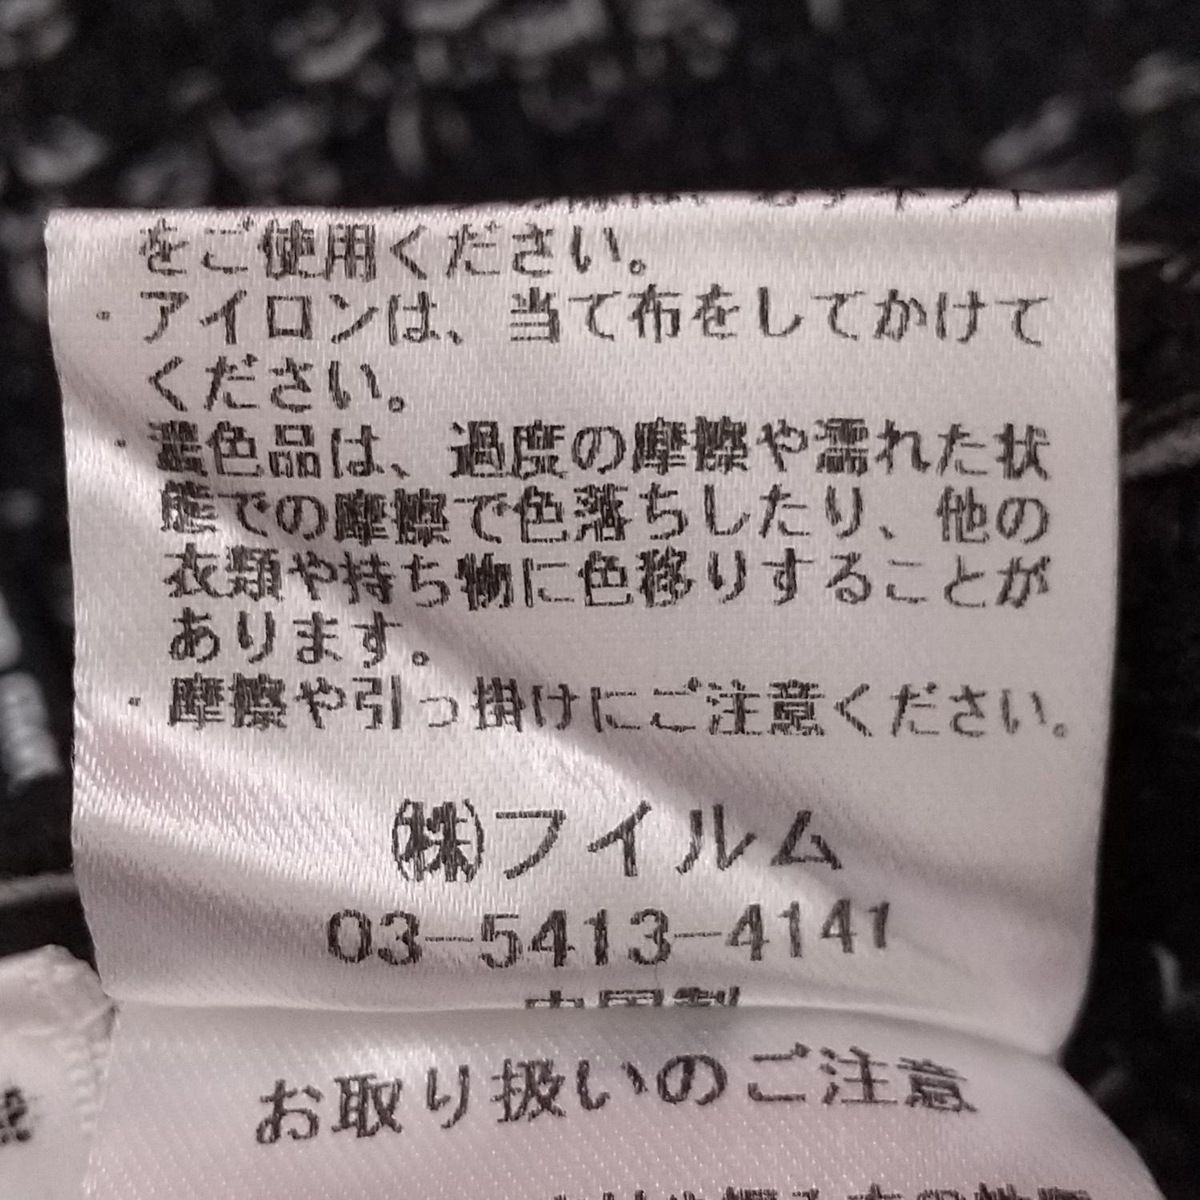 をご使用ください。
・アイロンは、当て布をしてかけて
ください。
・濃色品は、過度の摩擦や濡れた状
態での摩擦で色落ちしたり、他の
衣類や持ち物に色移りすることが
あります。
・摩擦や引っ掛けにご注意ください。
㈱フイルム
03-5413-4141
中国製
お取り扱いのご注意